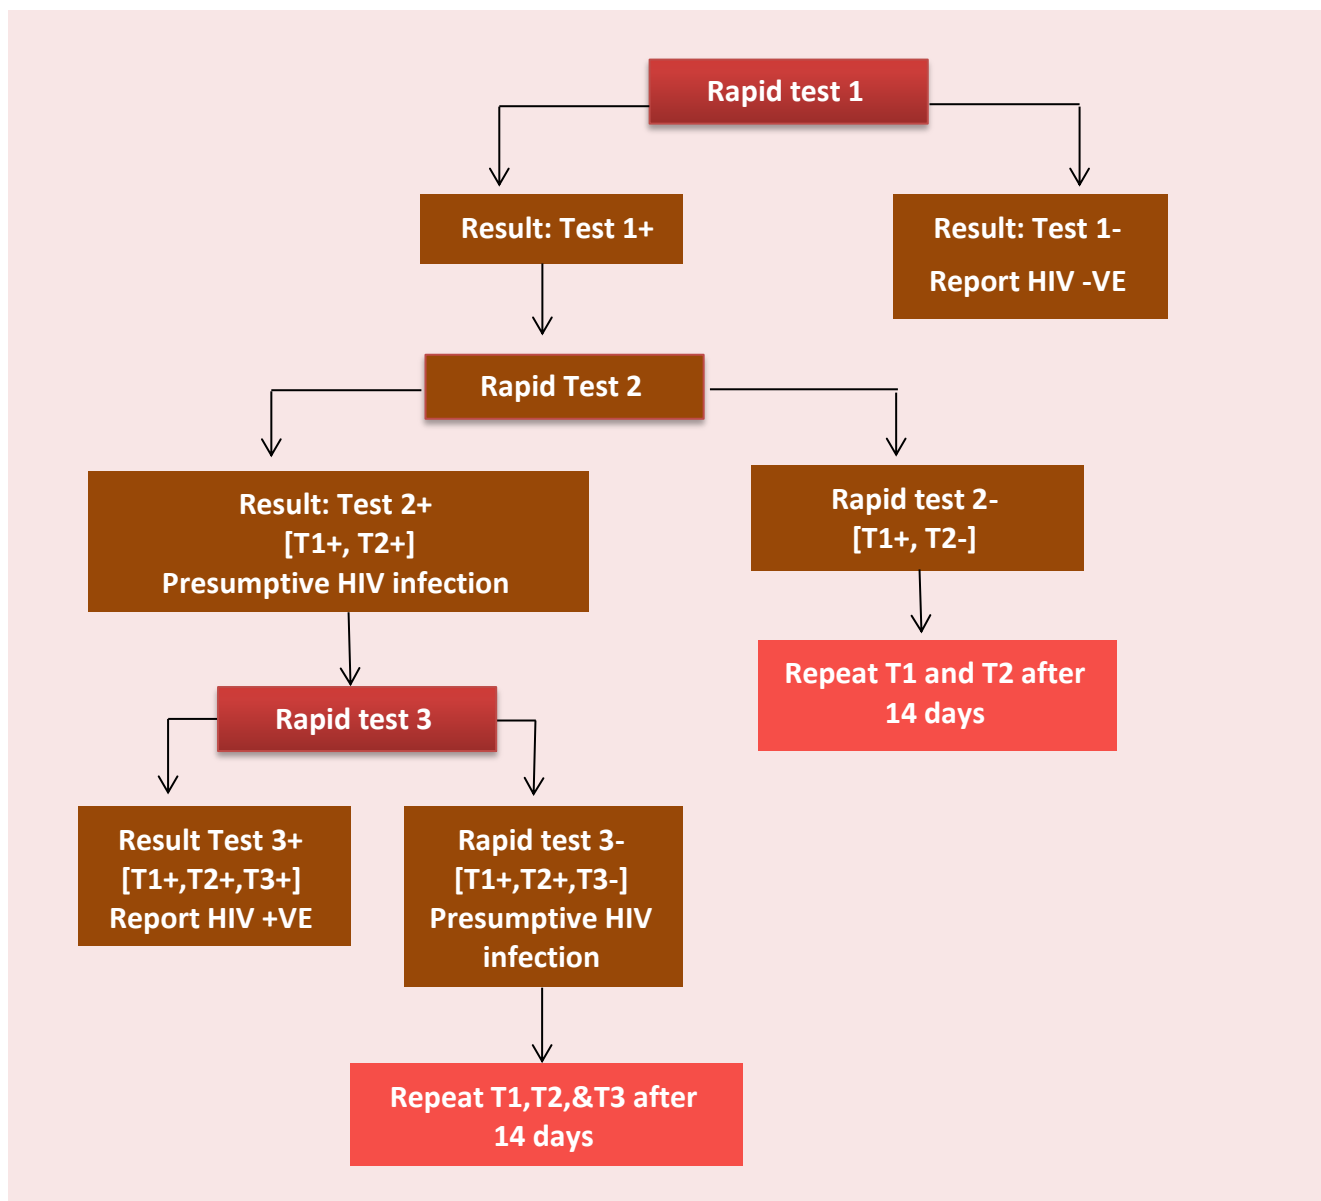 Rapid test 1
Result: Test 1+
Result: Test 1-
Report HIV -VE
Rapid Test 2
Result: Test 2+
[T1+, T2+]
Presumptive HIV infection
Rapid test 2-
[T1+, T2-]
Repeat T1 and T2 after
14 days
Rapid test 3
Result Test 3+
[T1+,T2+,T3+]
Report HIV +VE
Rapid test 3-
[T1+,T2+,T3-]
Presumptive HIV
infection
Repeat T1,T2,&T3 after
14 days